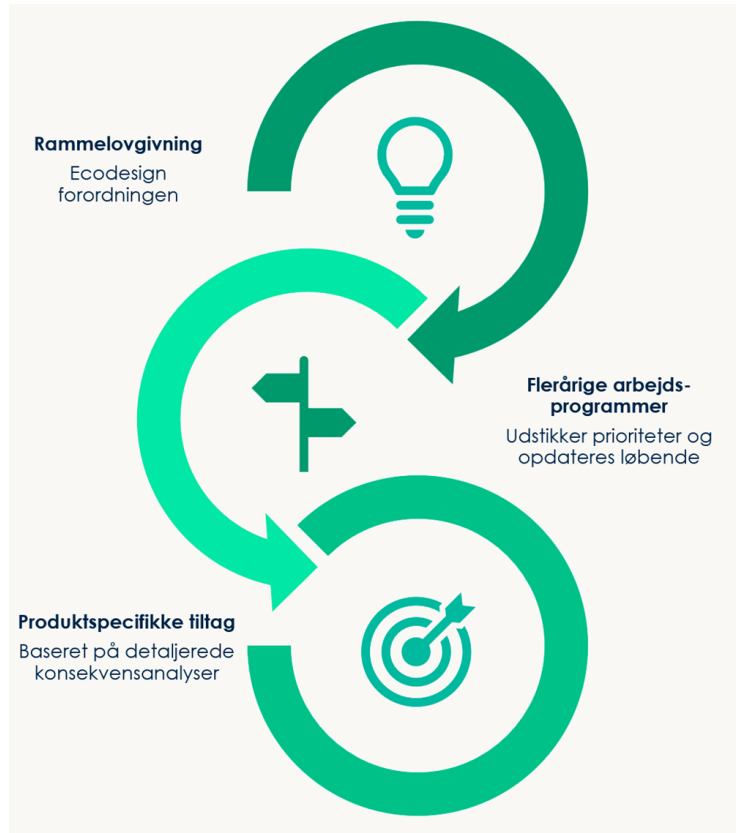 Rammelovgivning
Ecodesign
forordningen
Flerårige arbejds-
programmer
Udstikker prioriteter og
opdateres løbende
Produktspecifikke tiltag
Baseret på detaljerede
konsekvensanalyser